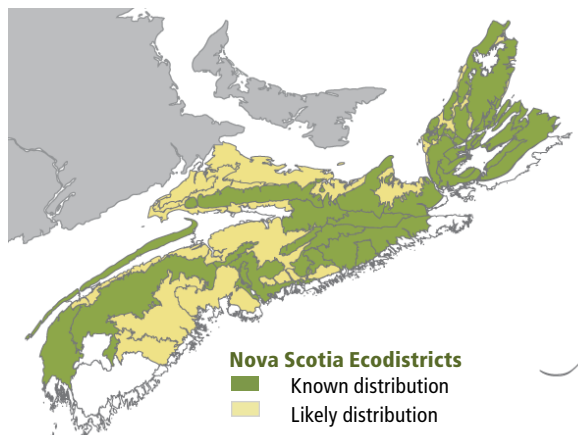 Nova Scotia Ecodistricts
Known distribution
Likely distribution